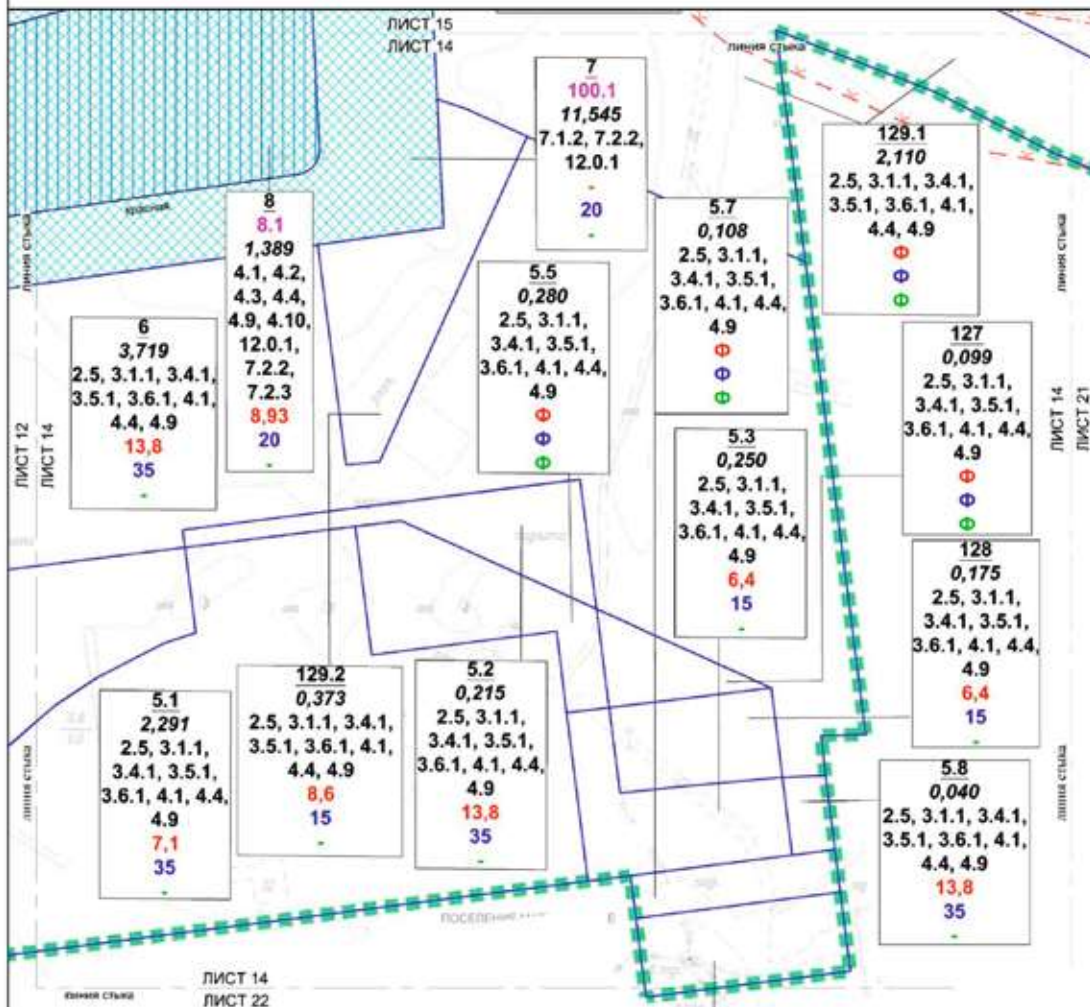 ЛИСТ 15
ЛИСТ 14
линия стыка
7
100.1
11,545
7.1.2, 7.2.2,
12.0.1
-
20
-
129.1
2,110
2.5, 3.1.1, 3.4.1,
3.5.1, 3.6.1, 4.1,
4.4, 4.9
Ф
Ф
Ф
красная
линия стыка
8
8.1
1,389
4.1, 4.2,
4.3, 4.4,
4.9, 4.10,
12.0.1,
7.2.2,
7.2.3
8,93
20
-
5.7
0,108
2.5, 3.1.1,
3.4.1, 3.5.1,
3.6.1, 4.1, 4.4,
4.9
Ф
Ф
Ф
линия стыка
5.5
0,280
2.5, 3.1.1,
3.4.1, 3.5.1,
3.6.1, 4.1, 4.4,
4.9
Ф
Ф
Ф
6
3,719
2.5, 3.1.1, 3.4.1,
3.5.1, 3.6.1, 4.1,
4.4, 4.9
13,8
35
-
127
0,099
2.5, 3.1.1,
3.4.1, 3.5.1,
3.6.1, 4.1, 4.4,
4.9
Ф
Ф
Ф
ЛИСТ 12
ЛИСТ 14
ЛИСТ 14
ЛИСТ 21
5.3
0,250
2.5, 3.1.1,
3.4.1, 3.5.1,
3.6.1, 4.1, 4.4,
4.9
6,4
15
-
128
0,175
2.5, 3.1.1,
3.4.1, 3.5.1,
3.6.1, 4.1, 4.4,
4.9
6,4
15
-
5.1
2,291
2.5, 3.1.1,
3.4.1, 3.5.1,
3.6.1, 4.1, 4.4,
4.9
7,1
35
-
129.2
0,373
2.5, 3.1.1, 3.4.1,
3.5.1, 3.6.1, 4.1,
4.4, 4.9
8,6
15
-
5.2
0,215
2.5, 3.1.1,
3.4.1, 3.5.1,
3.6.1, 4.1, 4.4,
4.9
13,8
35
-
5.8
0,040
2.5, 3.1.1, 3.4.1,
3.5.1, 3.6.1, 4.1,
4.4, 4.9
13,8
35
-
линия стыка
линия стыка
ПОСЕЛЕНИЕ
ЛИСТ 14
ЛИСТ 22
линия стыка